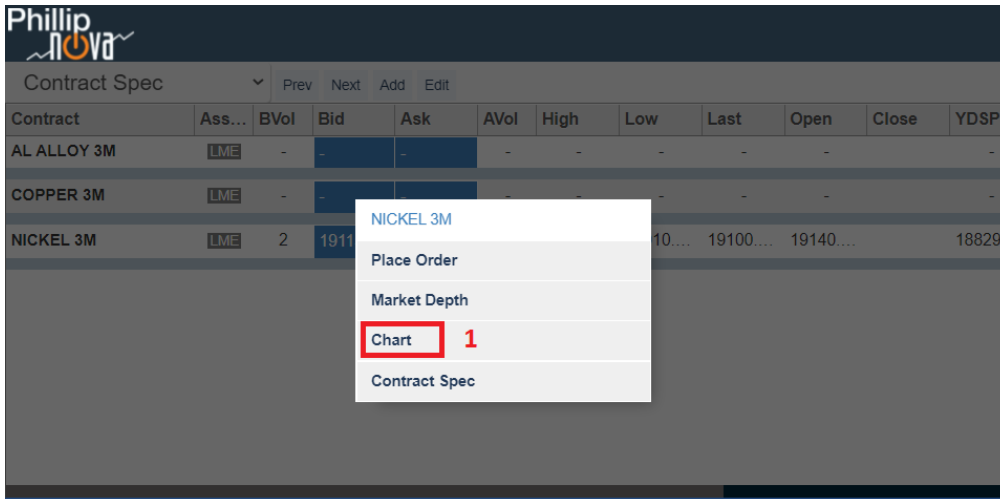 Phillip
nova
Contract Spec Prev Next Add Edit
Contract Ass... BVol Bid Ask AVol High Low Last Open Close YDSP
AL ALLOY 3M LME - - - - - - - - -
COPPER 3M LME - - - - - - - - -
NICKEL 3M LME 2 1911 10.... 19100.... 19140.... 18829
NICKEL 3M
Place Order
Market Depth
Chart 1
Contract Spec